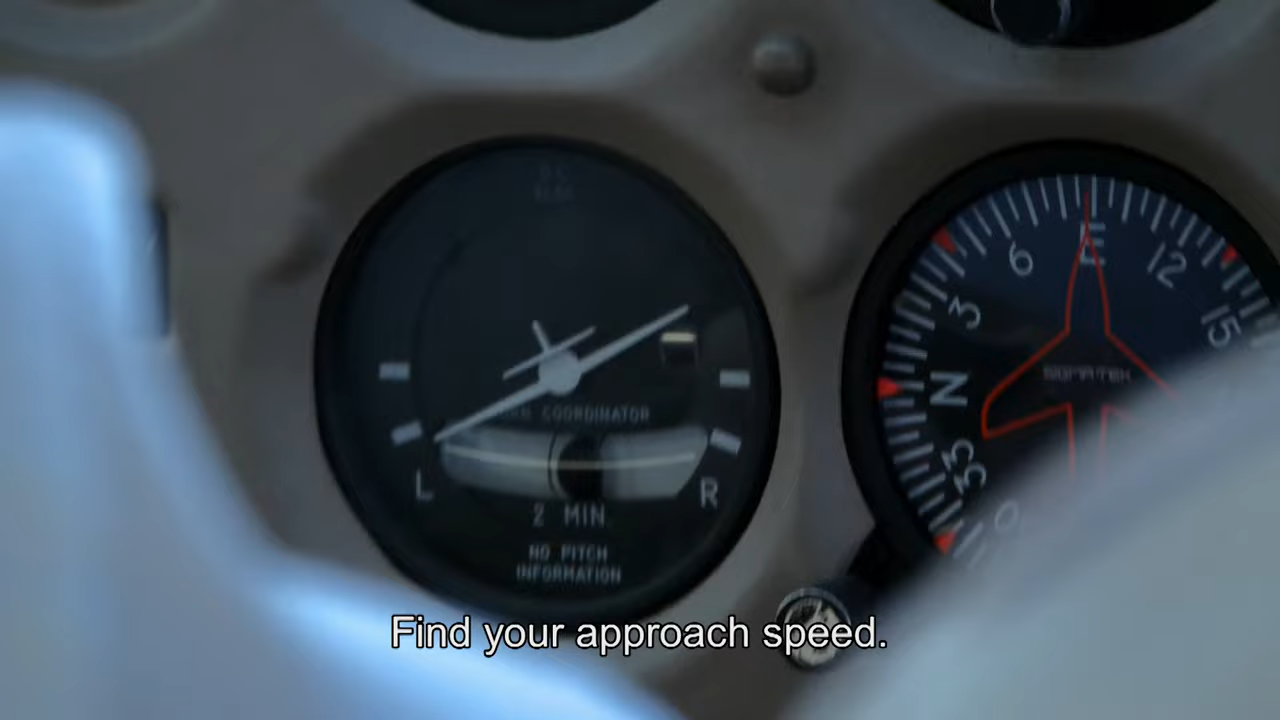 6 E 12
3 15
N
33
COORDINATOR
L R
2 MIN.
NO PITCH
INFORMATION
Find your approach speed.